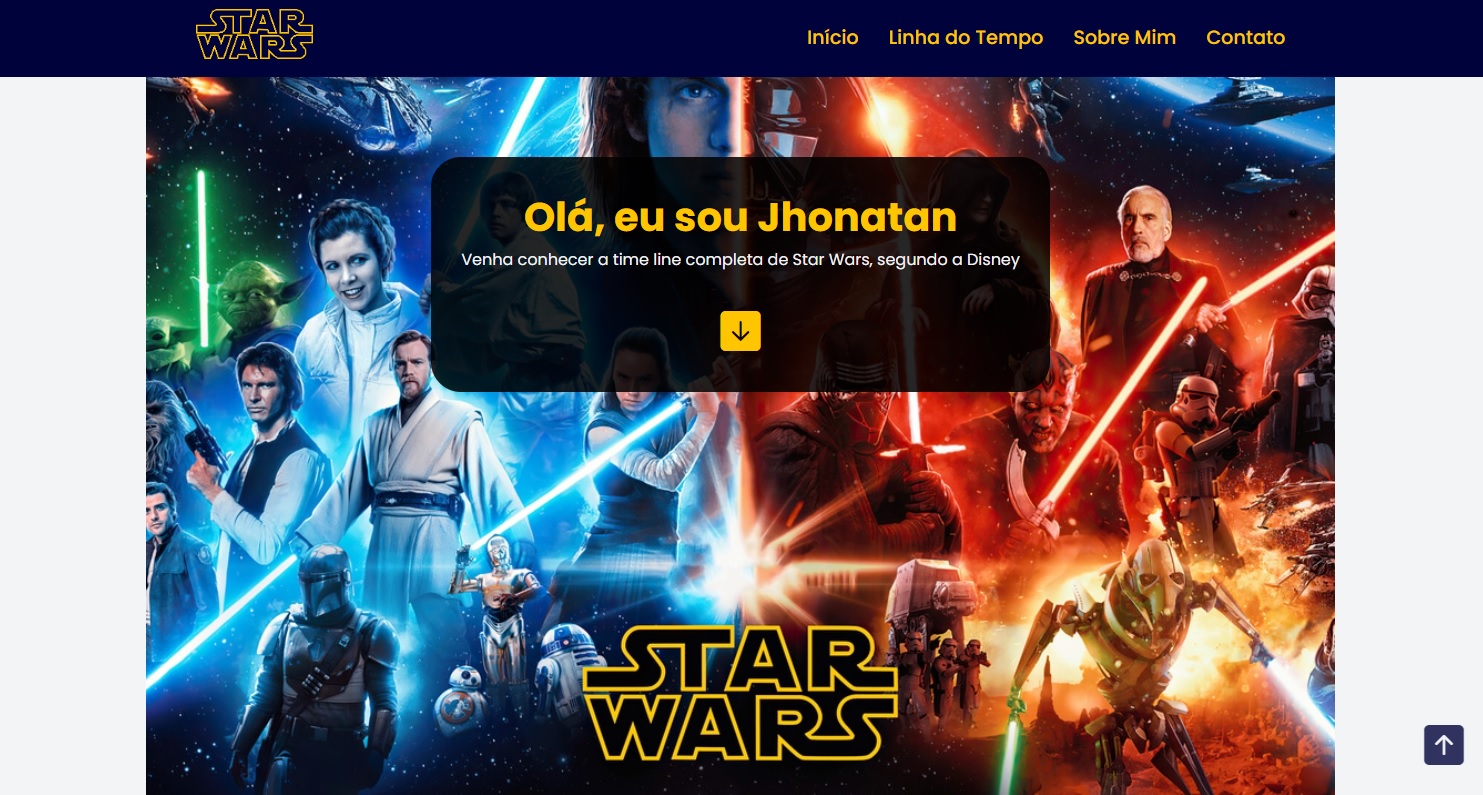 STAR
WARS
Início Linha do Tempo Sobre Mim Contato
Olá, eu sou Jhonatan
Venha conhecer a time line completa de Star Wars, segundo a Disney
STAR
WARS